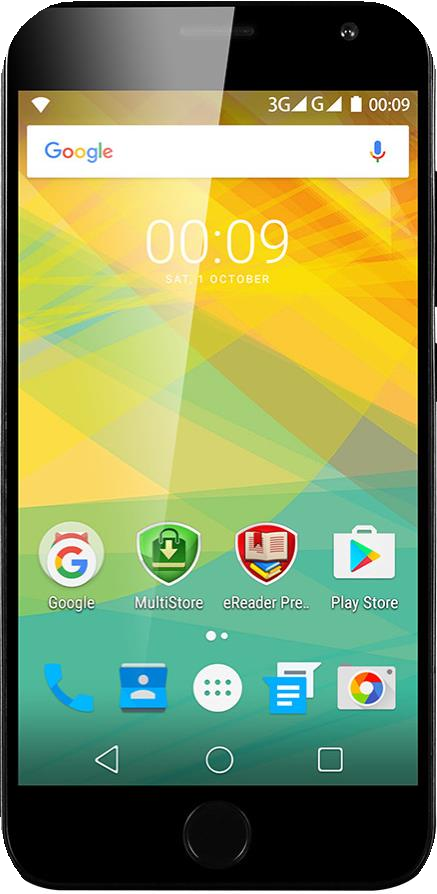 3G G 00:09
Google
00:09
SAT, 1 OCTOBER
Google MultiStore eReader Pre.. Play Store